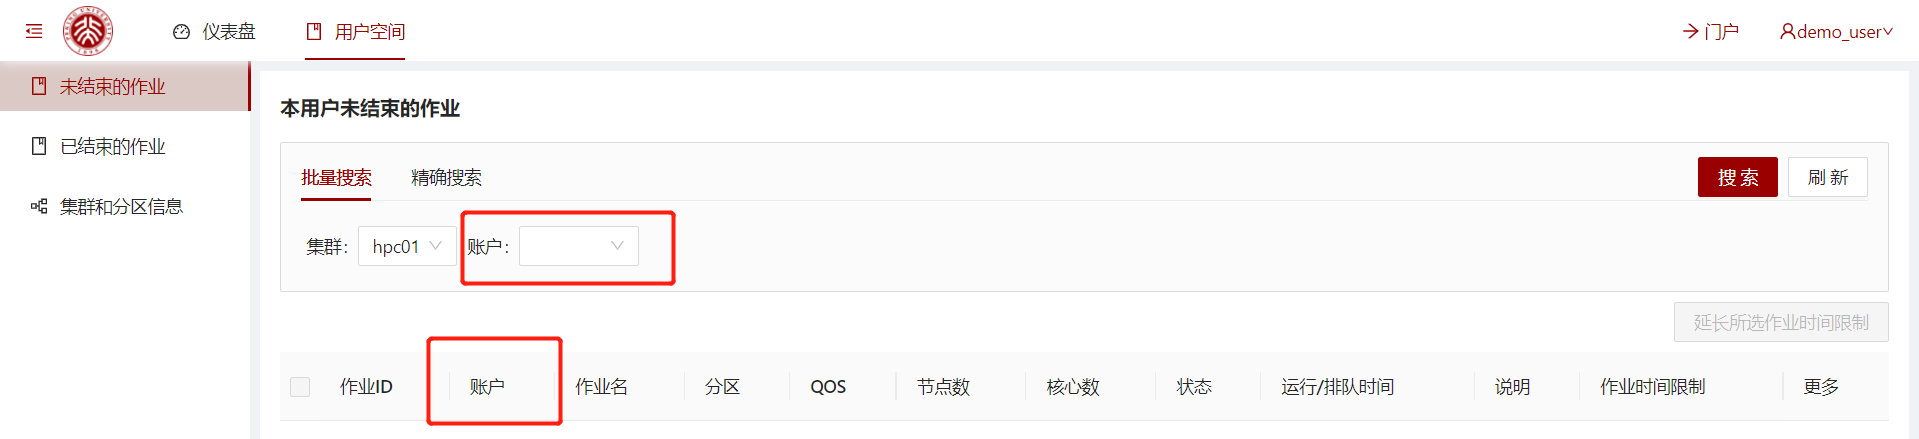 仪表盘 用户空间 门户 demo_user
未结束的作业
已结束的作业
集群和分区信息
本用户未结束的作业
批量搜索 精确搜索 搜索 刷新
集群: hpc01 账户:
延长所选作业时间限制
作业ID 账户 作业名 分区 QOS 节点数 核心数 状态 运行/排队时间 说明 作业时间限制 更多